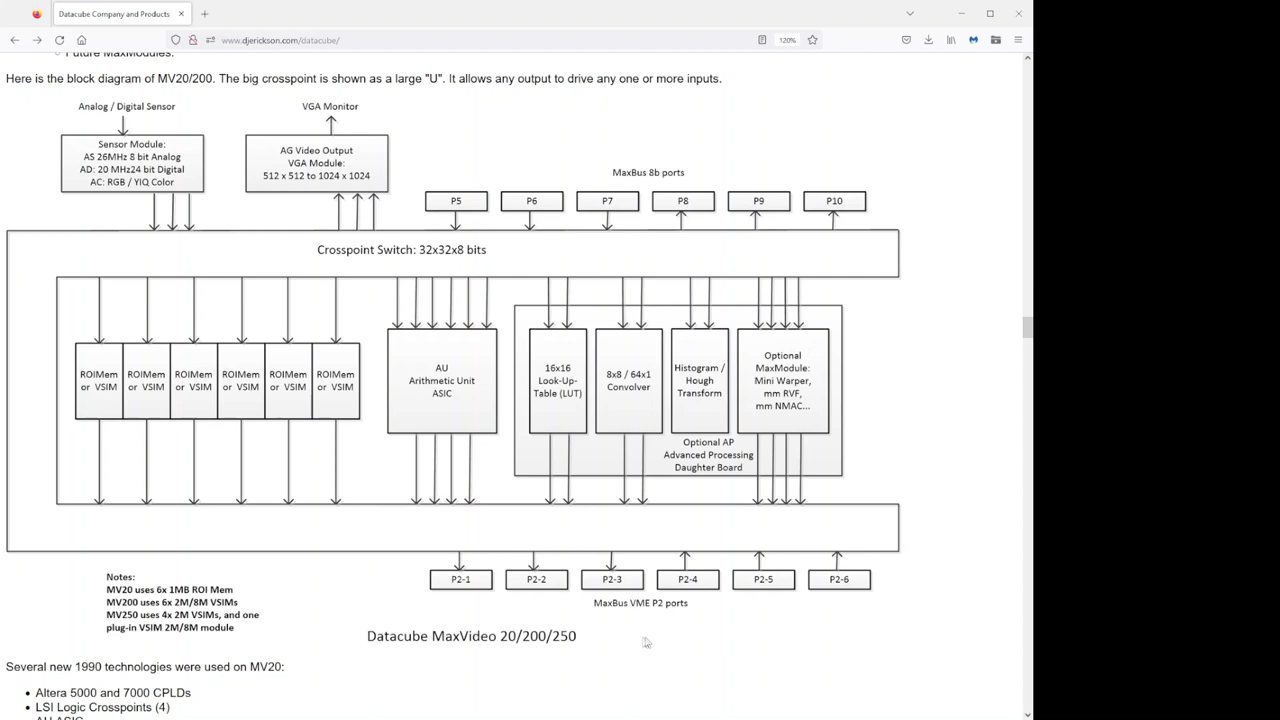 Datacube Company and Products
www.djerickson.com/datacube/
120%
Future MaxModules.
Here is the block diagram of MV20/200. The big crosspoint is shown as a large "U". It allows any output to drive any one or more inputs.
Analog / Digital Sensor
VGA Monitor
Sensor Module:
AS 26MHz 8 bit Analog
AD: 20 MHz24 bit Digital
AC: RGB / YIQ Color
AG Video Output
VGA Module:
512 x 512 to 1024 x 1024
MaxBus 8b ports
P5
P6
P7
P8
P9
P10
Crosspoint Switch: 32x32x8 bits
ROIMem
or VSIM
ROIMem
or VSIM
ROIMem
or VSIM
ROIMem
or VSIM
ROIMem
or VSIM
ROIMem
or VSIM
AU
Arithmetic Unit
ASIC
16x16
Look-Up-
Table (LUT)
8x8 / 64x1
Convolver
Histogram /
Hough
Transform
Optional
MaxModule:
Mini Warper,
mm RVF,
mm NMAC...
Optional AP
Advanced Processing
Daughter Board
P2-1
P2-2
P2-3
P2-4
P2-5
P2-6
MaxBus VME P2 ports
Notes:
MV20 uses 6x 1MB ROI Mem
MV200 uses 6x 2M/8M VSIMs
MV250 uses 4x 2M VSIMs, and one
plug-in VSIM 2M/8M module
Datacube MaxVideo 20/200/250
Several new 1990 technologies were used on MV20:
• Altera 5000 and 7000 CPLDs
• LSI Logic Crosspoints (4)
AU ASIC